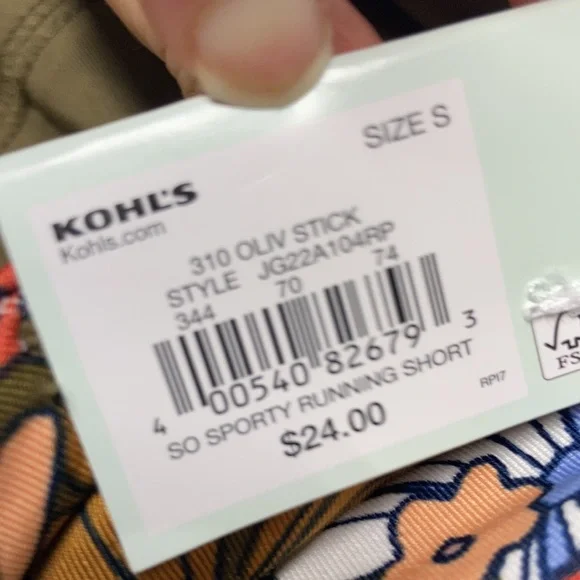 SIZE S
KOHL'S
Kohls.com
310 OLIV STICK
STYLE JG22A104RP
344 70 74
4 00540 82679 3
SO SPORTY RUNNING SHORT
RPI7
$24.00
FS